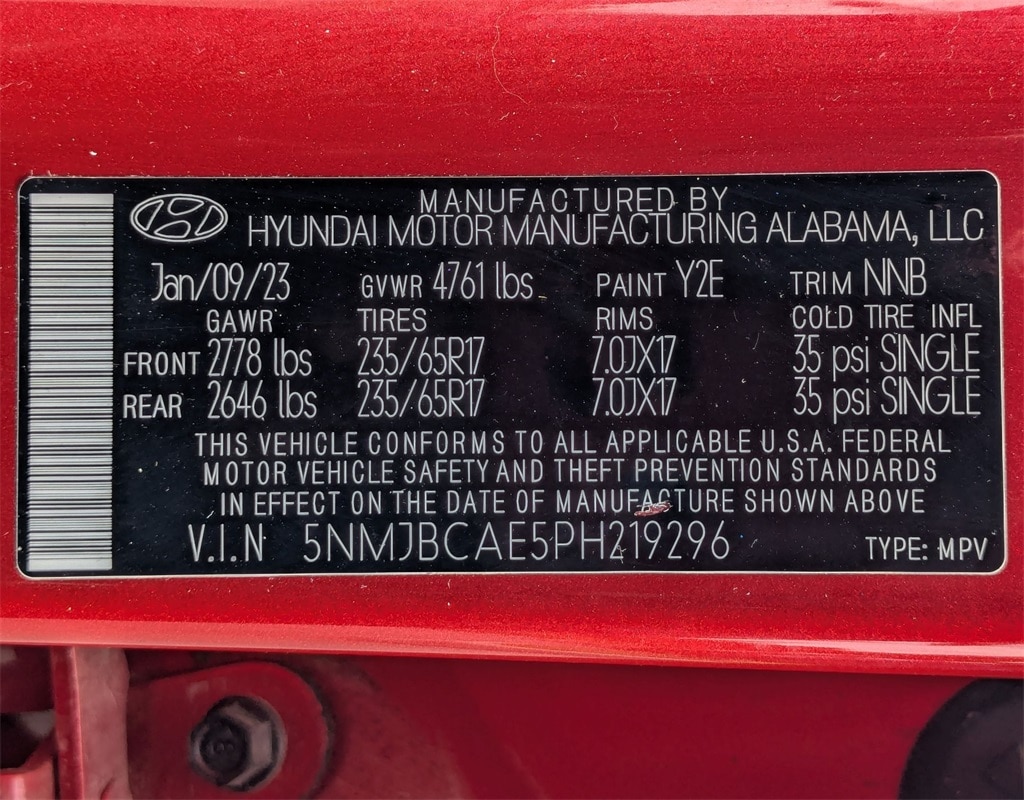 MANUFACTURED BY
HYUNDAI MOTOR MANUFACTURING ALABAMA, LLC
Jan/09/23 GVWR 4761 lbs PAINT Y2E TRIM NNB
GAWR TIRES RIMS COLD TIRE INFL
FRONT 2778 lbs 235/65R17 7.0JX17 35 psi SINGLE
REAR 2646 lbs 235/65R17 7.0JX17 35 psi SINGLE
THIS VEHICLE CONFORMS TO ALL APPLICABLE U.S.A. FEDERAL
MOTOR VEHICLE SAFETY AND THEFT PREVENTION STANDARDS
IN EFFECT ON THE DATE OF MANUFACTURE SHOWN ABOVE
V.I.N 5NMJBCAE5PH219296 TYPE: MPV